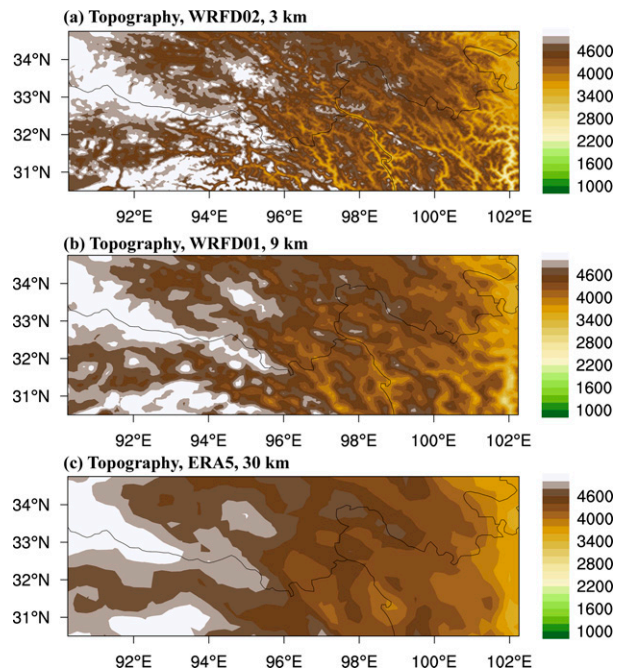 (a) Topography, WRFD02, 3 km
34°N
33°N
32°N
31°N
92°E 94°E 96°E 98°E 100°E 102°E
4600
4000
3400
2800
2200
1600
1000
(b) Topography, WRFD01, 9 km
34°N
33°N
32°N
31°N
92°E 94°E 96°E 98°E 100°E 102°E
4600
4000
3400
2800
2200
1600
1000
(c) Topography, ERA5, 30 km
34°N
33°N
32°N
31°N
92°E 94°E 96°E 98°E 100°E 102°E
4600
4000
3400
2800
2200
1600
1000